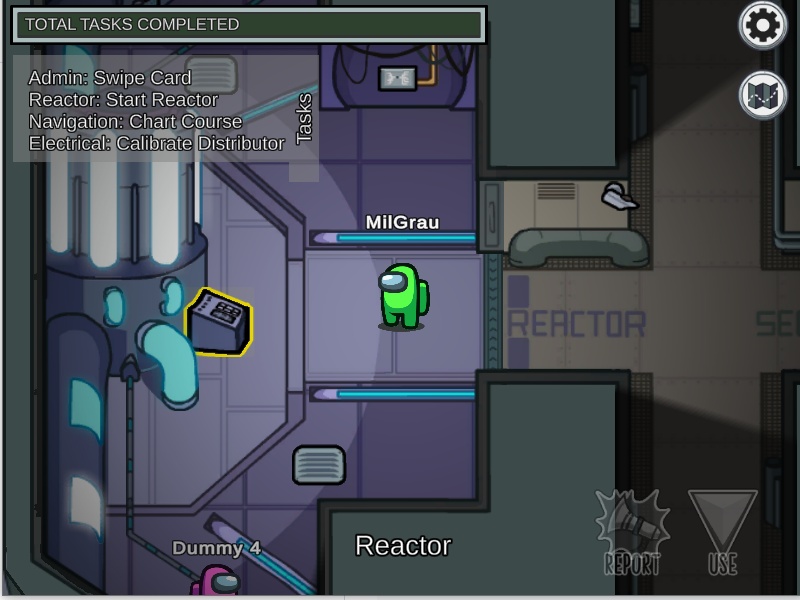 TOTAL TASKS COMPLETED
Admin: Swipe Card
Reactor: Start Reactor
Navigation: Chart Course
Electrical: Calibrate Distributor
Tasks
MilGrau
REACTOR
SE
Dummy 4
Reactor
REPORT
USE